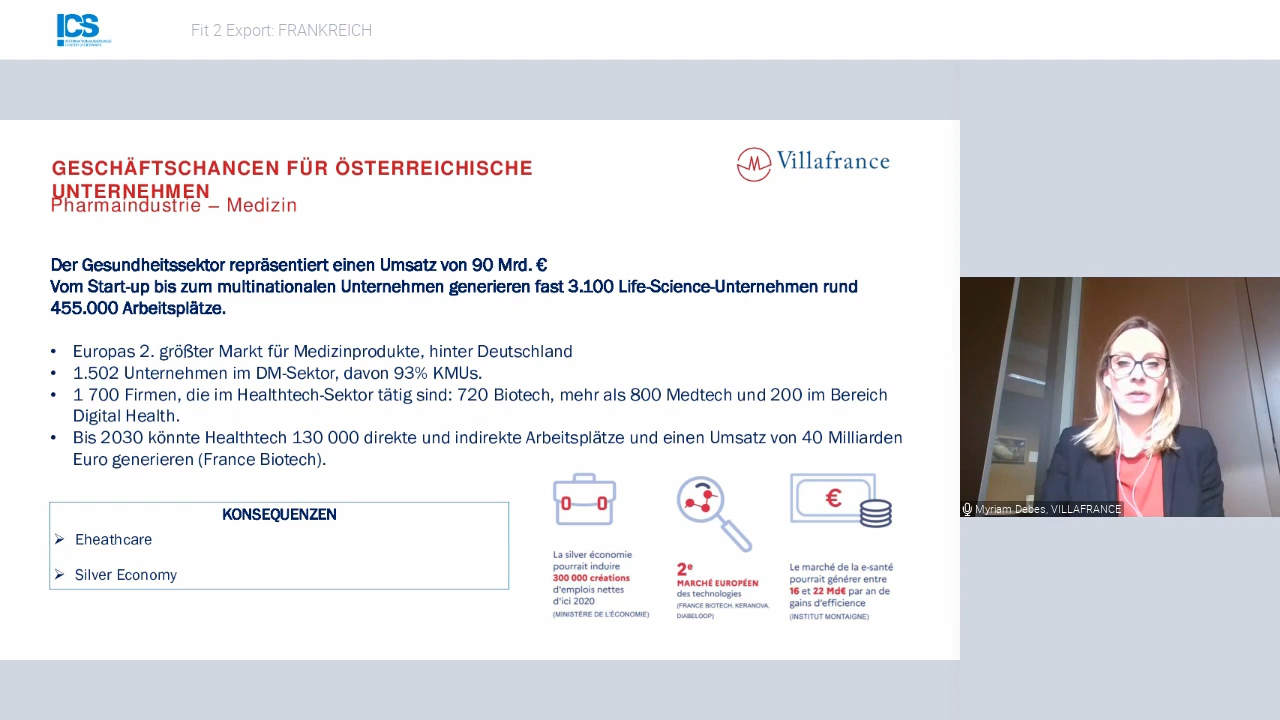 ICS
Fit 2 Export: FRANKREICH
GESCHÄFTSCHANCEN FÜR ÖSTERREICHISCHE
UNTERNEHMEN
Pharmaindustrie – Medizin
Villafrance
Der Gesundheitssektor repräsentiert einen Umsatz von 90 Mrd. €
Vom Start-up bis zum multinationalen Unternehmen generieren fast 3.100 Life-Science-Unternehmen rund
455.000 Arbeitsplätze.
• Europas 2. größter Markt für Medizinprodukte, hinter Deutschland
• 1.502 Unternehmen im DM-Sektor, davon 93% KMUs.
• 1 700 Firmen, die im Healthtech-Sektor tätig sind: 720 Biotech, mehr als 800 Medtech und 200 im Bereich
Digital Health.
• Bis 2030 könnte Healthtech 130 000 direkte und indirekte Arbeitsplätze und einen Umsatz von 40 Milliarden
Euro generieren (France Biotech).
KONSEQUENZEN
➢ Eheathcare
➢ Silver Economy
La silver économie
pourrait induire
300 000 créations
d'emplois nettes
d'ici 2020
(MINISTÈRE DE L'ÉCONOMIE)
2e
MARCHÉ EUROPÉEN
des technologies
(FRANCE BIOTECH, KERANOVA,
DIABELOOP)
€
Le marché de la e-santé
pourrait générer entre
16 et 22 Md€ par an de
gains d'efficience
(INSTITUT MONTAIGNE)
Myriam Debes, VILLAFRANCE